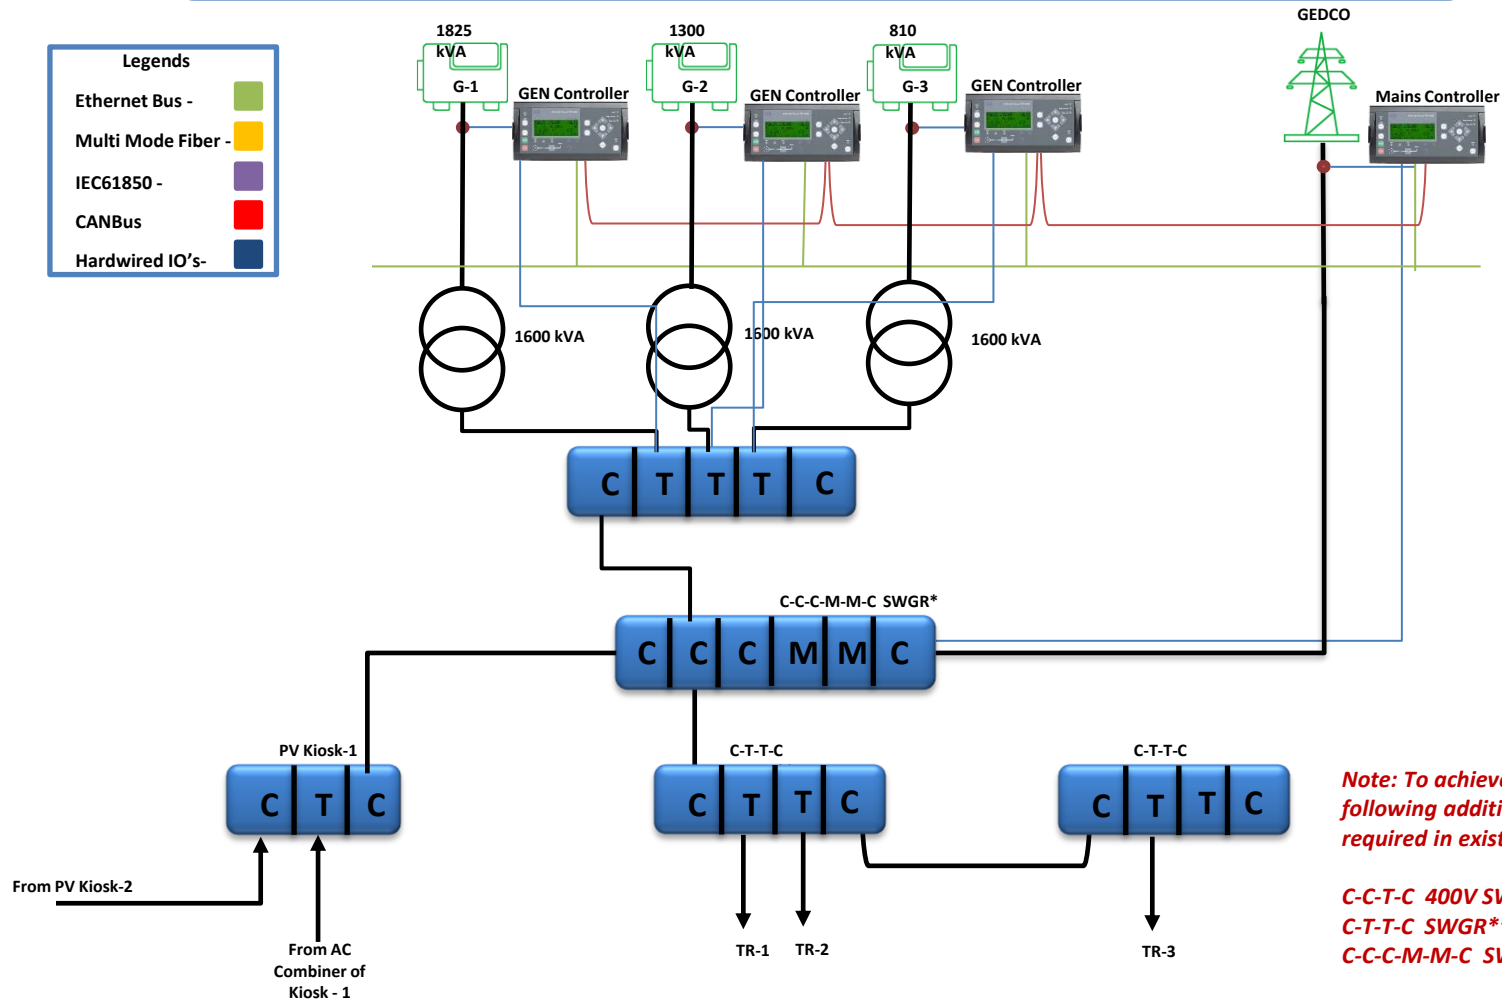 GEDCO
1825
kVA
1300
kVA
810
kVA
G-1
G-2
G-3
GEN Controller
GEN Controller
GEN Controller
Mains Controller
Legends
Ethernet Bus -
Multi Mode Fiber -
IEC61850 -
CANBus
Hardwired IO's-
1600 kVA
1600 kVA
1600 kVA
C T T T C
C-C-C-M-M-C SWGR*
C C C M M C
PV Kiosk-1
C T C
C-T-T-C
C T T C
C-T-T-C
C T T C
From PV Kiosk-2
From AC
Combiner of
Kiosk - 1
TR-1
TR-2
TR-3
Note: To achieve
following additi
required in exist
C-C-T-C 400V SW
C-T-T-C SWGR*
C-C-C-M-M-C SW